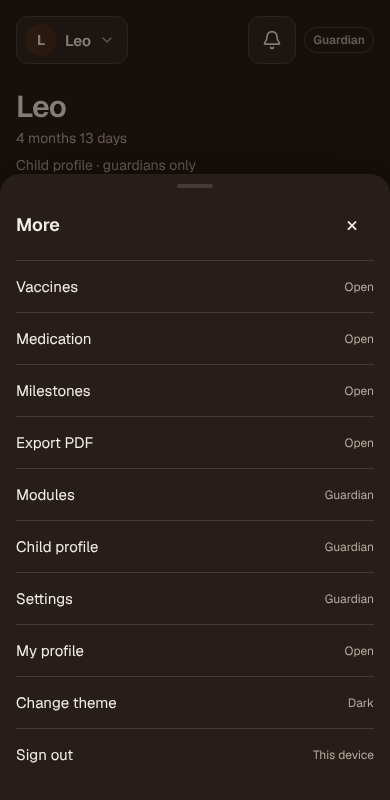 L Leo
Guardian
Leo
4 months 13 days
Child profile · guardians only
More
Vaccines Open
Medication Open
Milestones Open
Export PDF Open
Modules Guardian
Child profile Guardian
Settings Guardian
My profile Open
Change theme Dark
Sign out This device